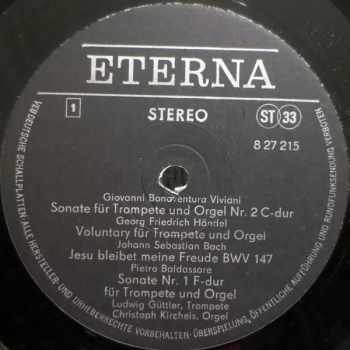 ETERNA
1
STEREO
ST 33
8 27 215
Giovanni Bonaventura Viviani
Sonate für Trompete und Orgel Nr. 2 C-dur
Georg Friedrich Händel
Voluntary für Trompete und Orgel
Johann Sebastian Bach
Jesu bleibet meine Freude BWV 147
Pietro Baldassare
Sonate Nr. 1 F-dur
für Trompete und Orgel
Ludwig Güttler, Trompete
Christoph Kircheis, Orgel
VEB DEUTSCHE SCHALLPLATTEN ALLE HERSTELLER- UND URHEBERRECHTE VORBEHALTEN · ÜBERSPIELUNG, ÖFFENTLICHE AUFFÜHRUNG UND RUNDFUNKSENDUNG VERBOTEN